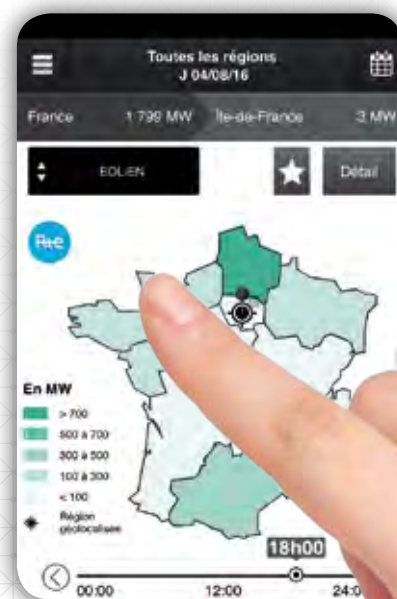 Toutes les régions
J 04/08/16
France 1 799 MW Île-de-France 3 MW
EOLIEN
Détail
Rte
En MW
> 700
500 à 700
300 à 500
100 à 300
< 100
Région
géolocalisée
18h00
00:00 12:00